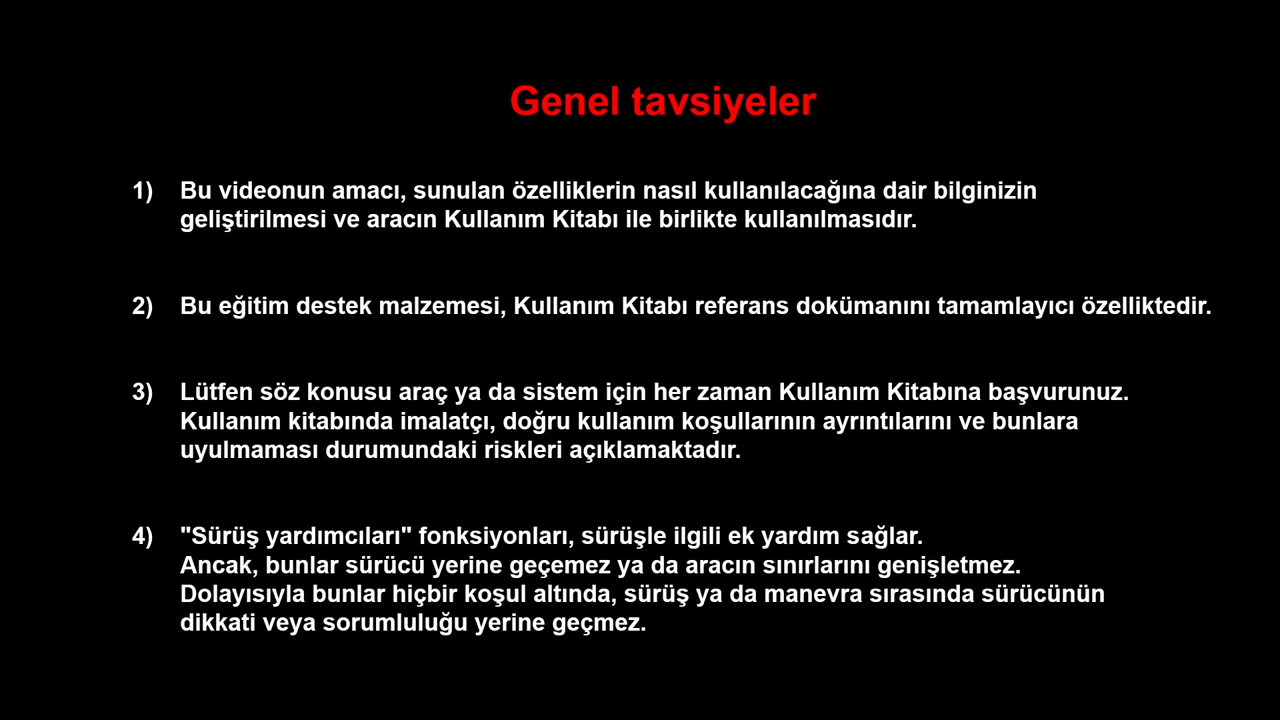 Genel tavsiyeler
1) Bu videonun amacı, sunulan özelliklerin nasıl kullanılacağına dair bilginizin
geliştirilmesi ve aracın Kullanım Kitabı ile birlikte kullanılmasıdır.
2) Bu eğitim destek malzemesi, Kullanım Kitabı referans dokümanını tamamlayıcı özelliktedir.
3) Lütfen söz konusu araç ya da sistem için her zaman Kullanım Kitabına başvurunuz.
Kullanım kitabında imalatçı, doğru kullanım koşullarının ayrıntılarını ve bunlara
uyulmaması durumundaki riskleri açıklamaktadır.
4) "Sürüş yardımcıları" fonksiyonları, sürüşle ilgili ek yardım sağlar.
Ancak, bunlar sürücü yerine geçemez ya da aracın sınırlarını genişletmez.
Dolayısıyla bunlar hiçbir koşul altında, sürüş ya da manevra sırasında sürücünün
dikkati veya sorumluluğu yerine geçmez.